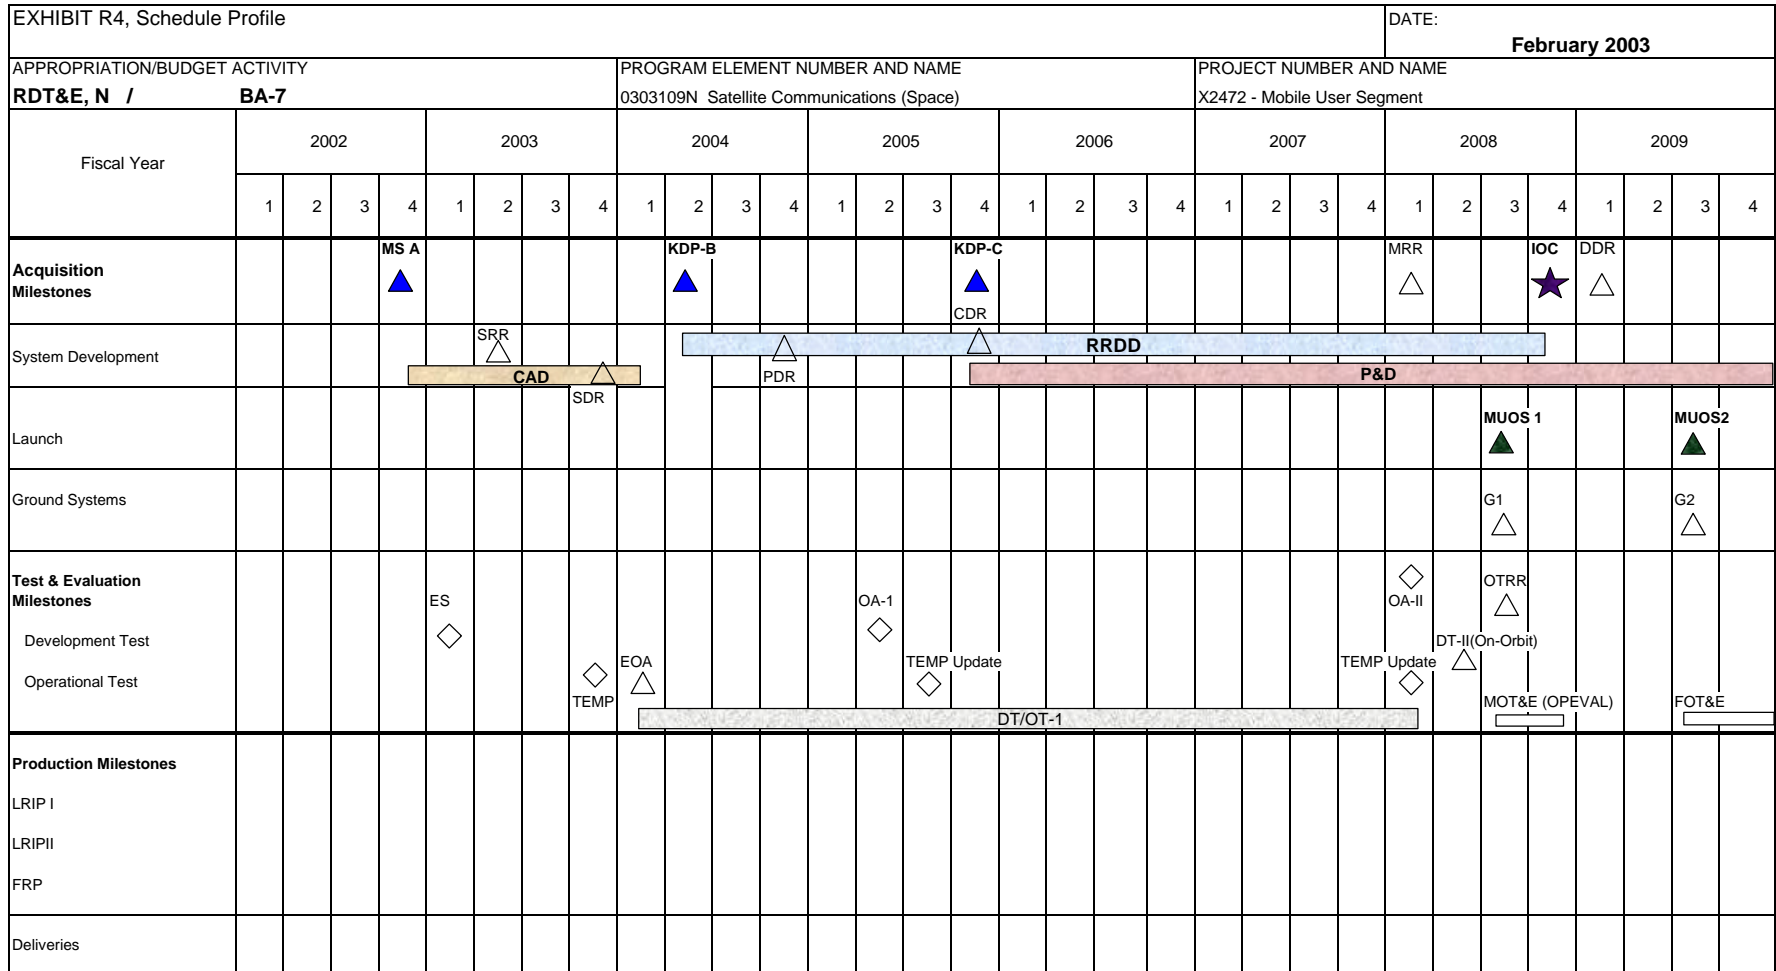 EXHIBIT R4, Schedule Profile
DATE:
February 2003
APPROPRIATION/BUDGET ACTIVITY
PROGRAM ELEMENT NUMBER AND NAME
PROJECT NUMBER AND NAME
RDT&E, N / BA-7
0303109N Satellite Communications (Space)
X2472 - Mobile User Segment
Fiscal Year
2002 2003 2004 2005 2006 2007 2008 2009
1 2 3 4 1 2 3 4 1 2 3 4 1 2 3 4 1 2 3 4 1 2 3 4 1 2 3 4 1 2 3 4
MS A KDP-B KDP-C MRR IOC DDR
Acquisition
Milestones
CDR
SRR
RRDD
System Development
CAD PDR P&D
SDR
MUOS 1 MUOS2
Launch
Ground Systems G1 G2
Test & Evaluation
OTRR
Milestones ES OA-1 OA-II
Development Test DT-II(On-Orbit)
EOA TEMP Update TEMP Update
Operational Test
TEMP MOT&E (OPEVAL) FOT&E
DT/OT-1
Production Milestones
LRIP I
LRIPII
FRP
Deliveries